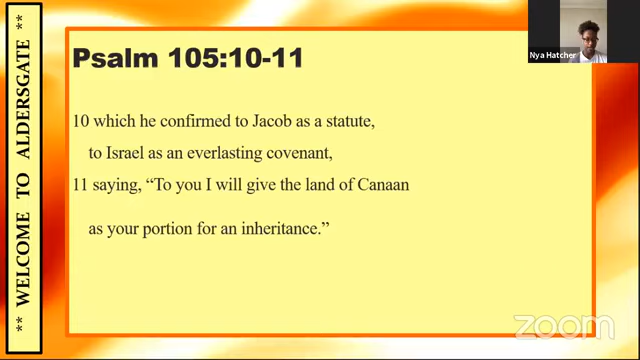 ** WELCOME TO ALDERSGATE **
Psalm 105:10-11
10 which he confirmed to Jacob as a statute,
to Israel as an everlasting covenant,
11 saying, “To you I will give the land of Canaan
as your portion for an inheritance.”
Nya Hatcher
zoom